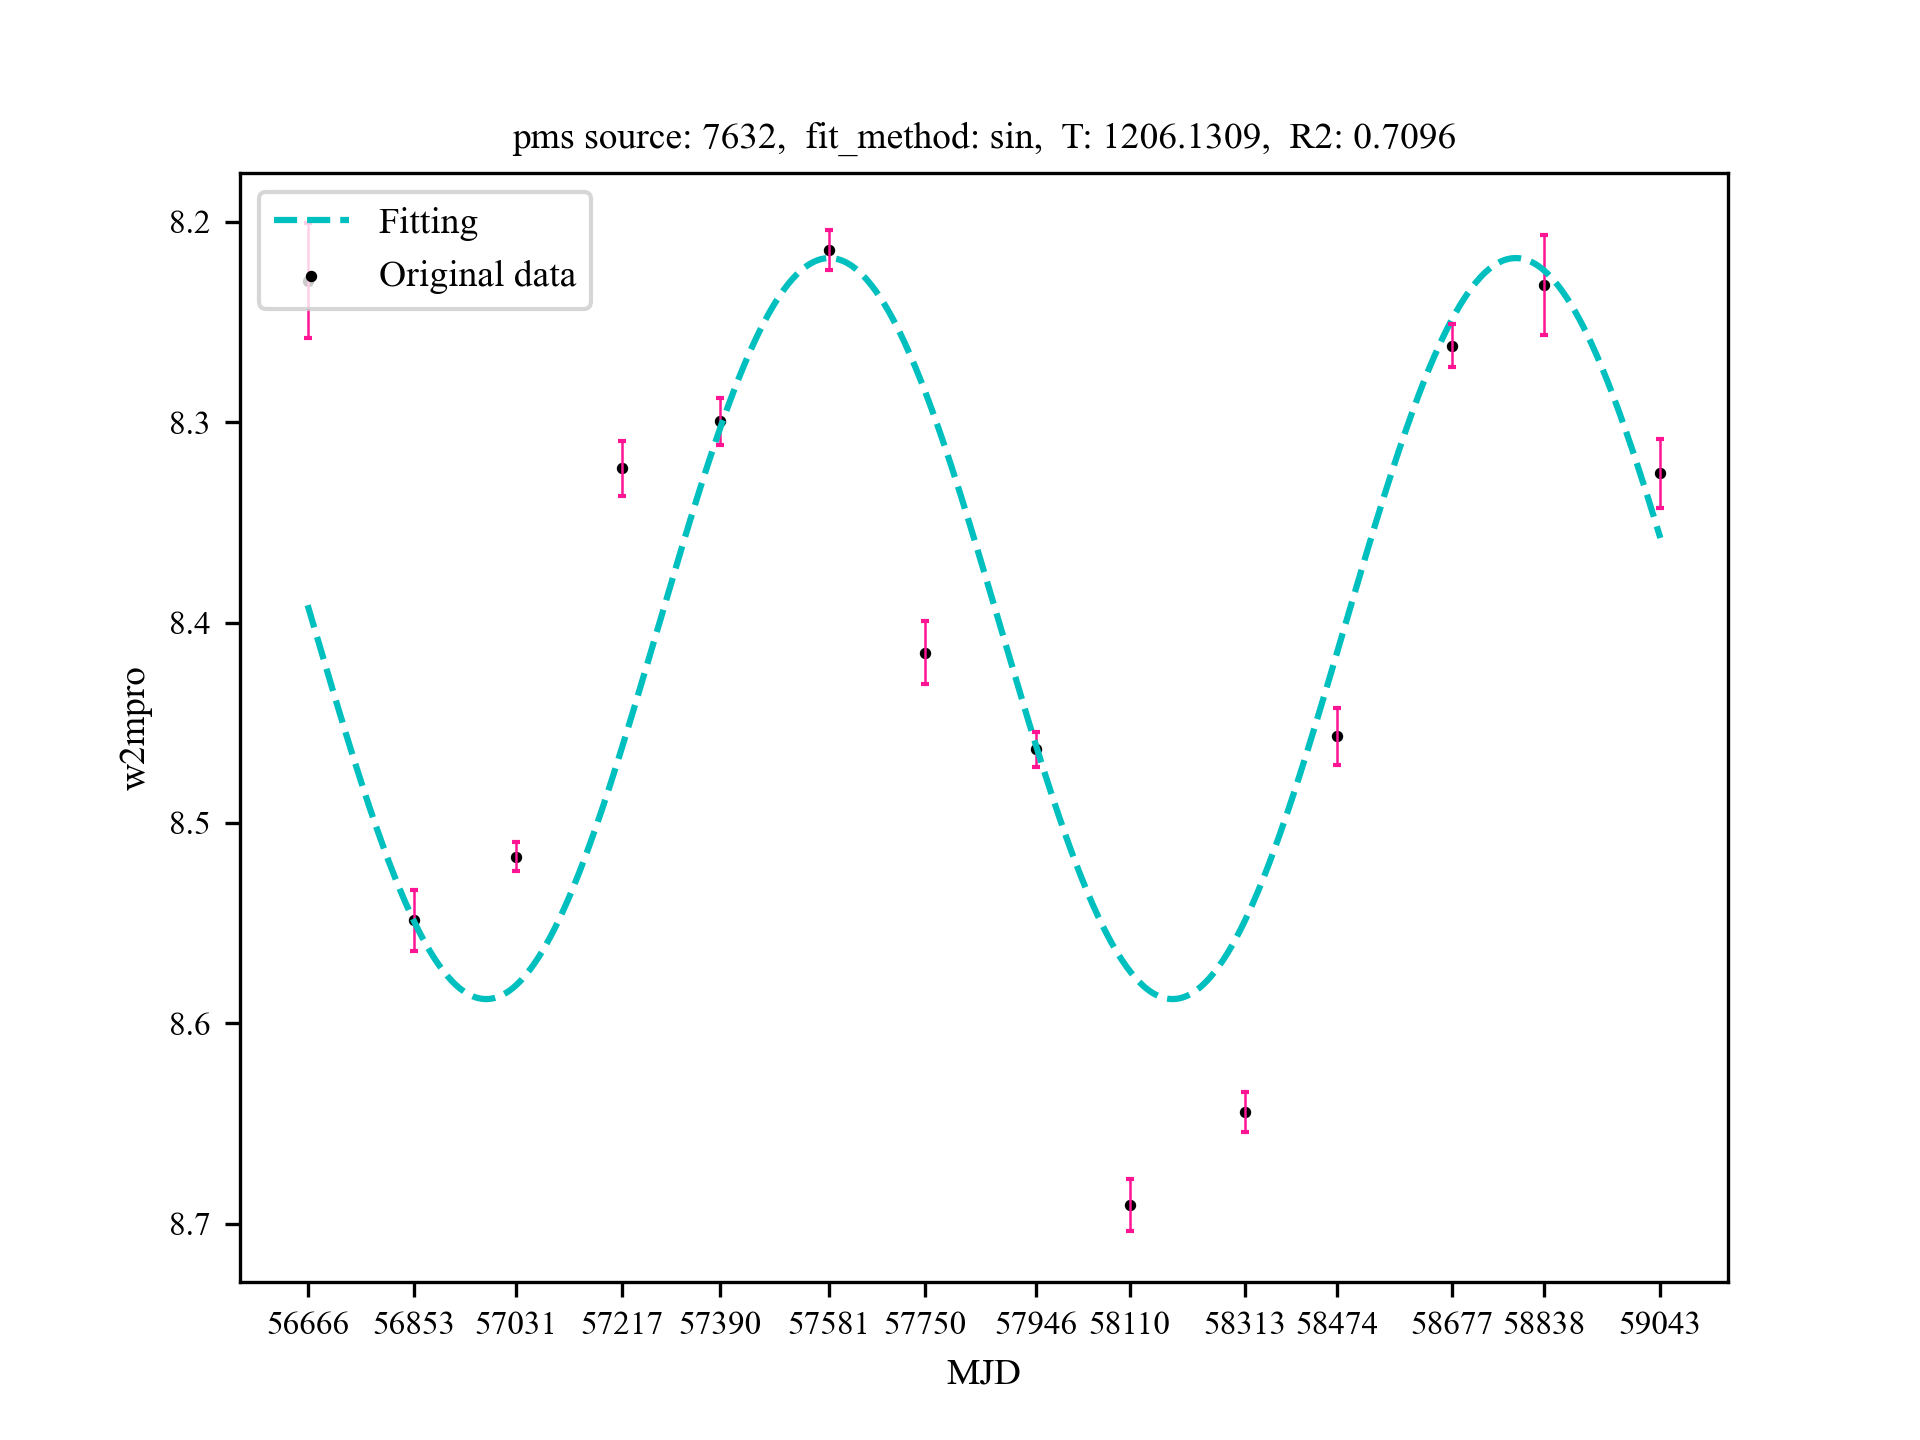 pms source: 7632,  fit_method: sin,  T: 1206.1309,  R2: 0.7096
Fitting
Original data
8.2
8.3
8.4
8.5
8.6
8.7
w2mpro
56666 56853 57031 57217 57390 57581 57750 57946 58110 58313 58474 58677 58838 59043
MJD